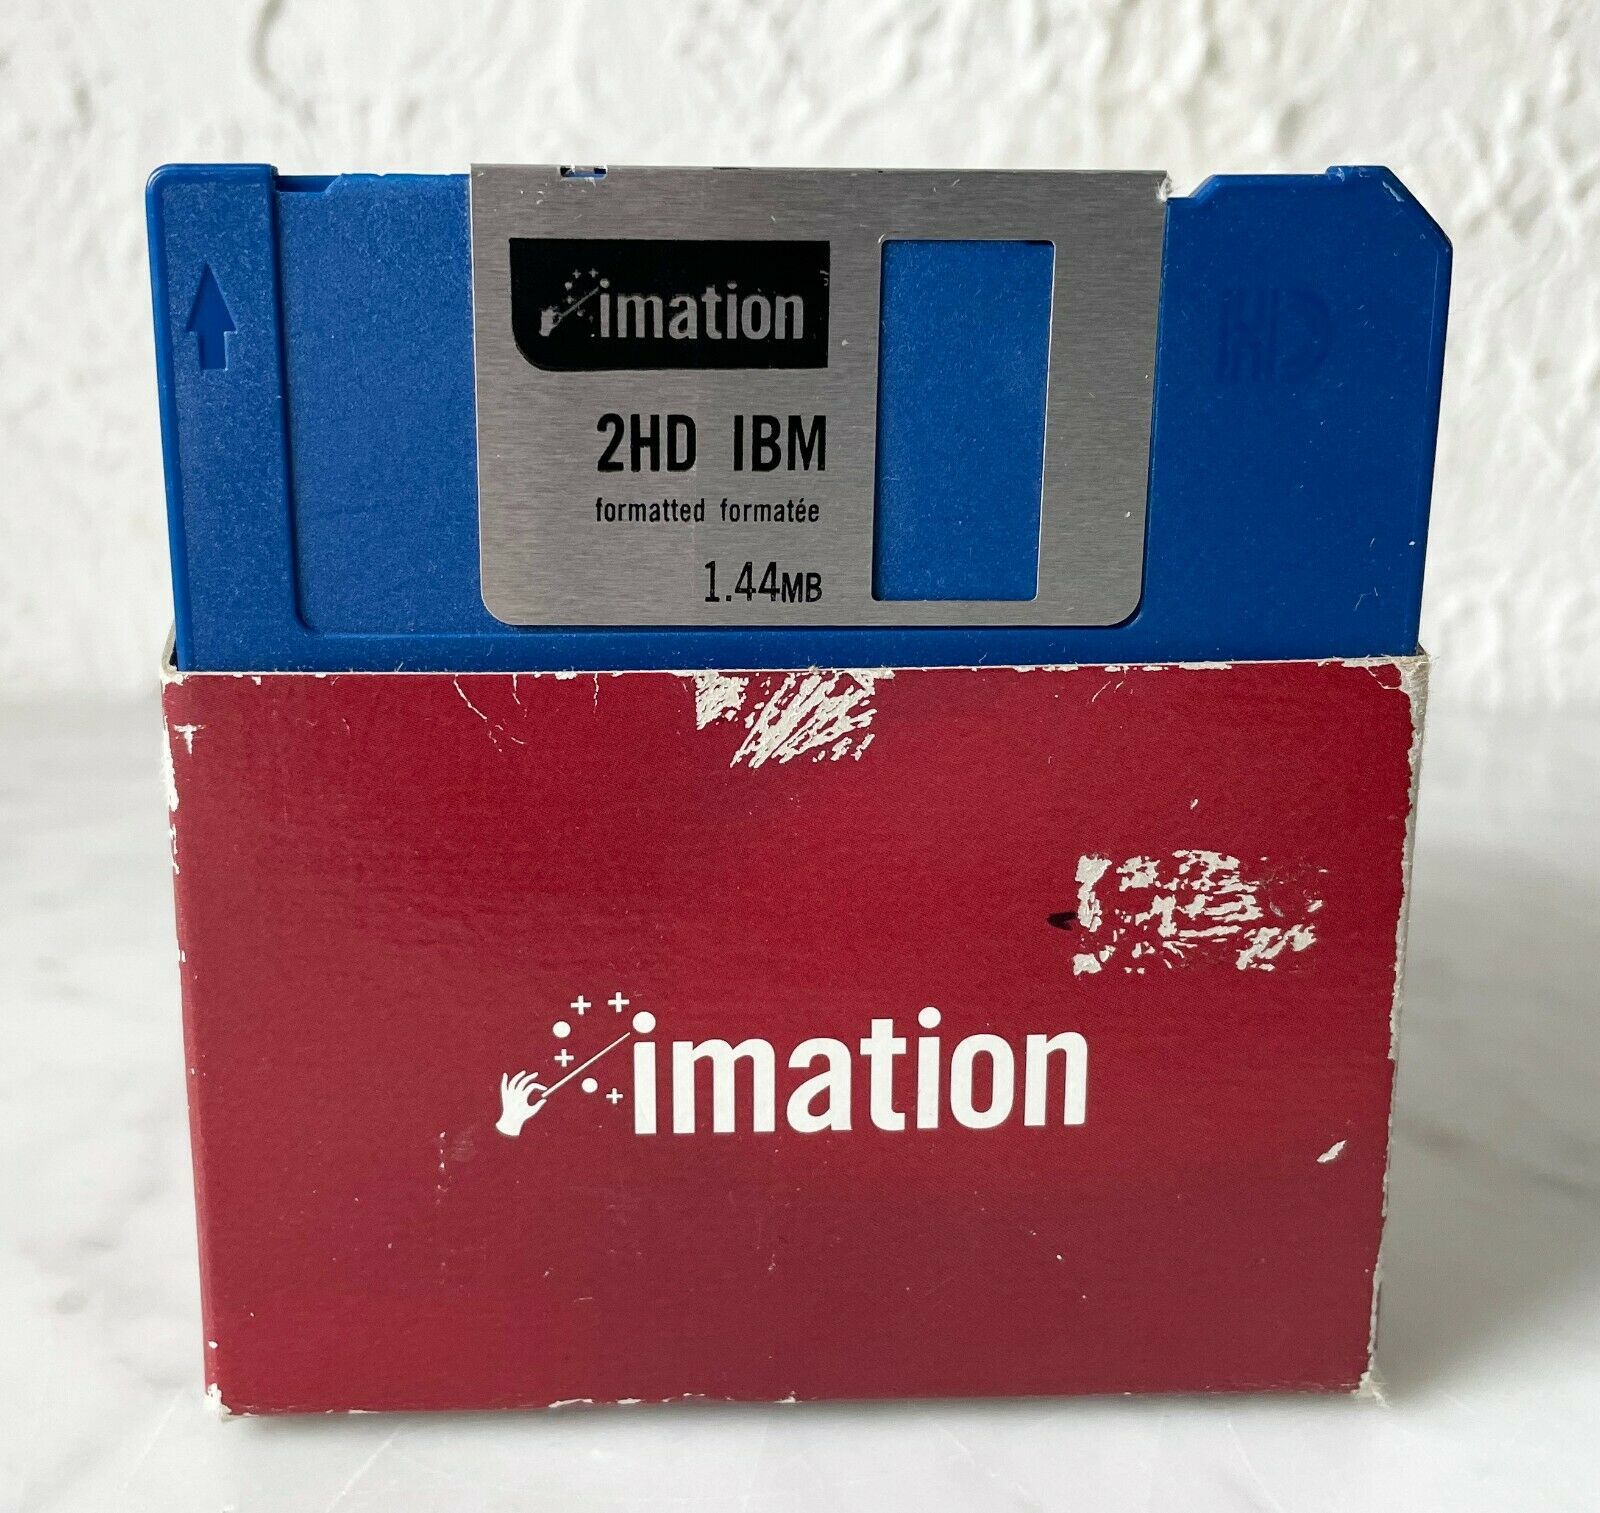 imation
HD
2HD IBM
formatted formatée
1.44MB
imation